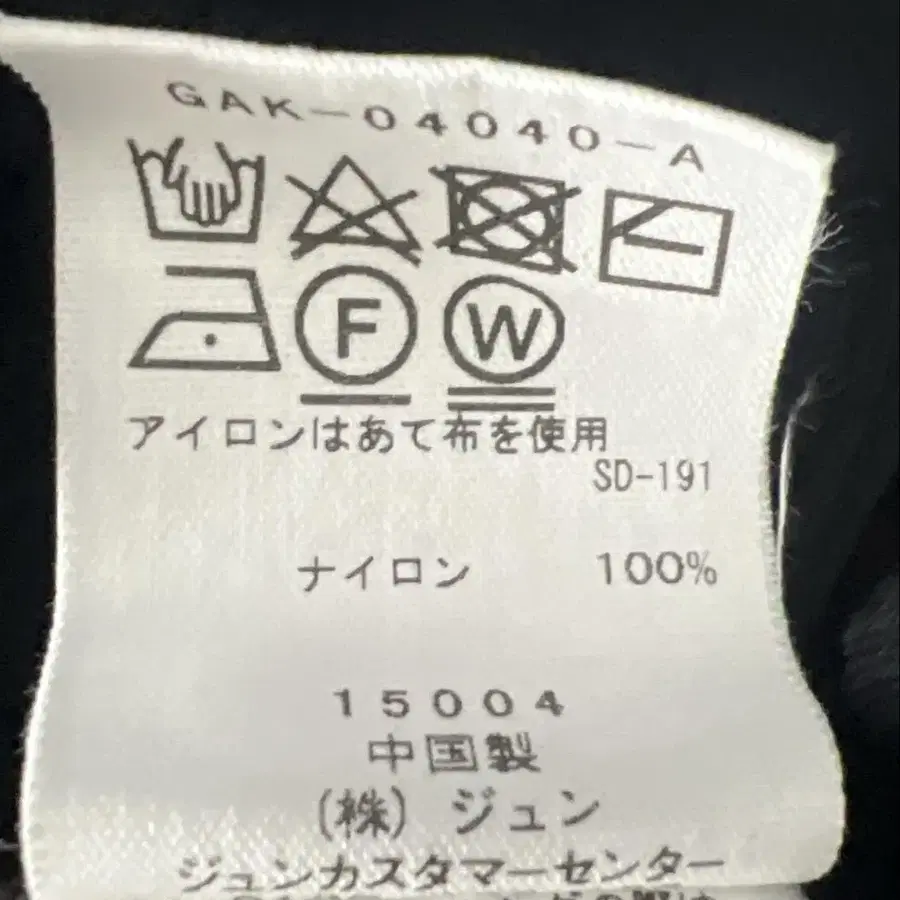 GAK-04040-A
F W
アイロンはあて布を使用
SD-191
ナイロン 100%
15004
中国製
(株) ジュン
ジュンカスタマーセンター